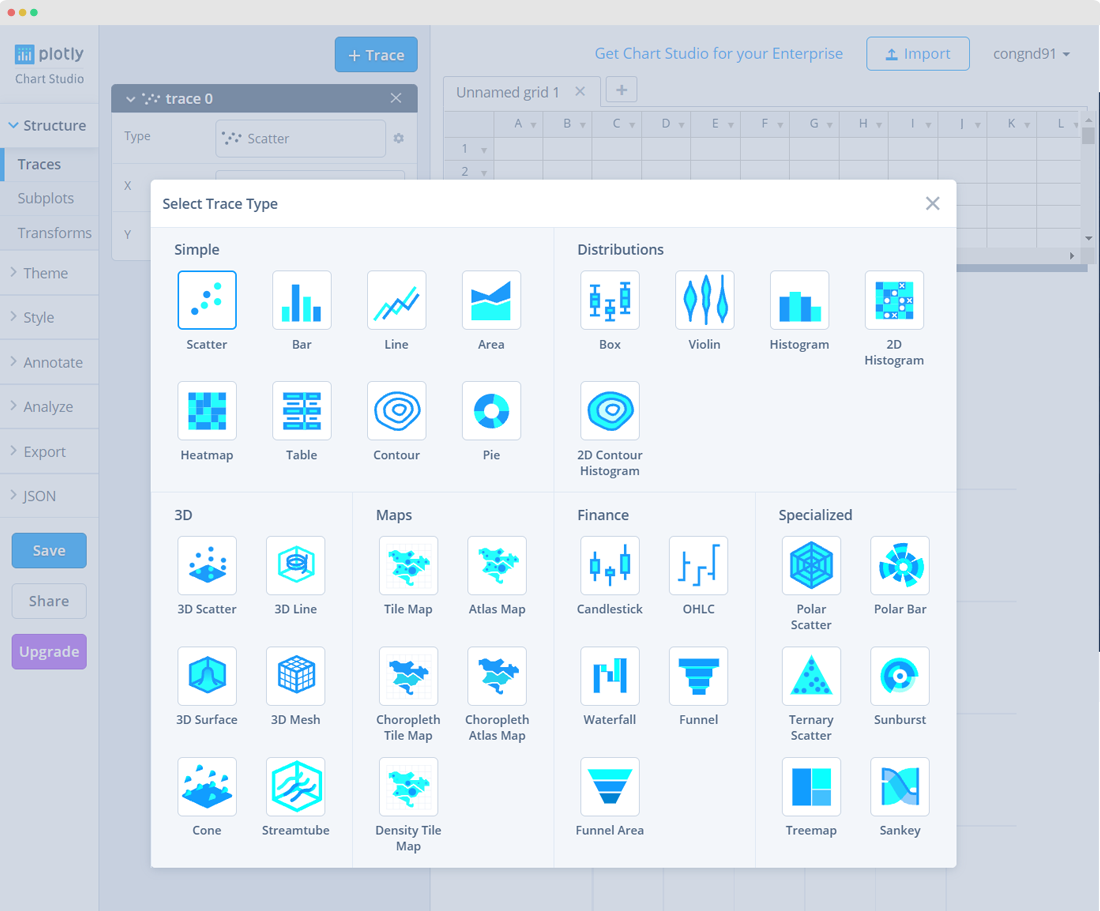 plotly
Chart Studio
+ Trace
Get Chart Studio for your Enterprise
Import
congnd91
Structure
Traces
Subplots
Transforms
Theme
Style
Annotate
Analyze
Export
JSON
Save
Share
Upgrade
trace 0
Type
Scatter
X
Y
Unnamed grid 1
+
A B C D E F G H I J K L
1
2
Select Trace Type
Simple
Scatter Bar Line Area
Heatmap Table Contour Pie
Distributions
Box Violin Histogram 2D
Histogram
2D Contour
Histogram
3D
3D Scatter 3D Line
3D Surface 3D Mesh
Cone Streamtube
Maps
Tile Map Atlas Map
Choropleth Choropleth
Tile Map Atlas Map
Density Tile
Map
Finance
Candlestick OHLC
Waterfall Funnel
Funnel Area
Specialized
Polar Polar Bar
Scatter
Ternary Sunburst
Scatter
Treemap Sankey